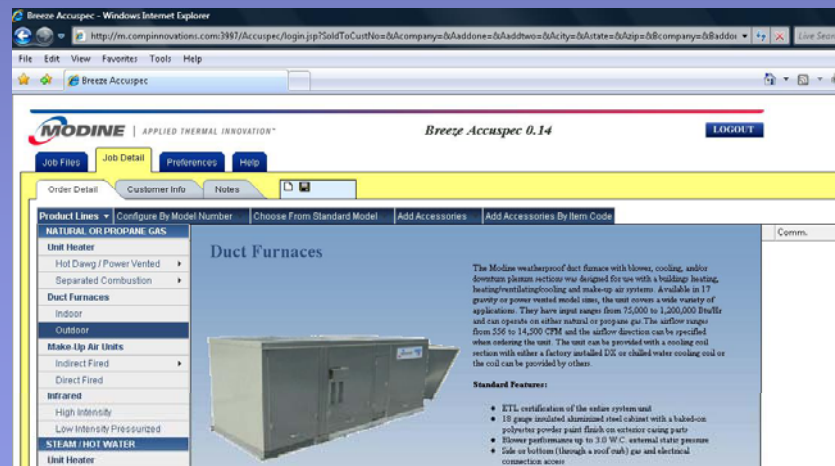 Breeze Accuspec - Windows Internet Explorer
http://m.compinnovations.com:3997/Accuspec/login.jsp?SoldToCustNo=&Acompany=&Aaddone=&Aaddtwo=&Acity=&Astate=&Azip=&Bcompany=&Baddo
Live Sear
File Edit View Favorites Tools Help
Breeze Accuspec
MODINE | APPLIED THERMAL INNOVATION™
Breeze Accuspec 0.14
LOGOUT
Job Files Job Detail Preferences Help
Order Detail Customer Info Notes
Product Lines Configure By Model Number Choose From Standard Model Add Accessories Add Accessories By Item Code
Comm.
NATURAL OR PROPANE GAS
Unit Heater
Hot Dawg / Power Vented
Separated Combustion
Duct Furnaces
Indoor
Outdoor
Make-Up Air Units
Indirect Fired
Direct Fired
Infrared
High Intensity
Low Intensity Pressurized
STEAM / HOT WATER
Unit Heater
Duct Furnaces
The Modine weatherproof duct furnace with blower, cooling, and/or
downturn plenum sections was designed for use with a buildings heating,
heating/ventilating/cooling and make-up air systems. Available in 17
gravity or power vented model sizes, the unit covers a wide variety of
applications. They have input ranges from 75,000 to 1,200,000 Btu/Hr
and can operate on either natural or propane gas. The airflow ranges
from 556 to 14,500 CFM and the airflow direction can be specified
when ordering the unit. The unit can be provided with a cooling coil
section with either a factory installed DX or chilled water cooling coil or
the coil can be provided by others.
Standard Features:
ETL certification of the entire system unit
18 gauge insulated aluminized steel cabinet with a baked-on
polyester powder paint finish on exterior casing parts
Blower performance up to 3.0 W.C. external static pressure
Side or bottom (through a roof curb) gas and electrical
connection access